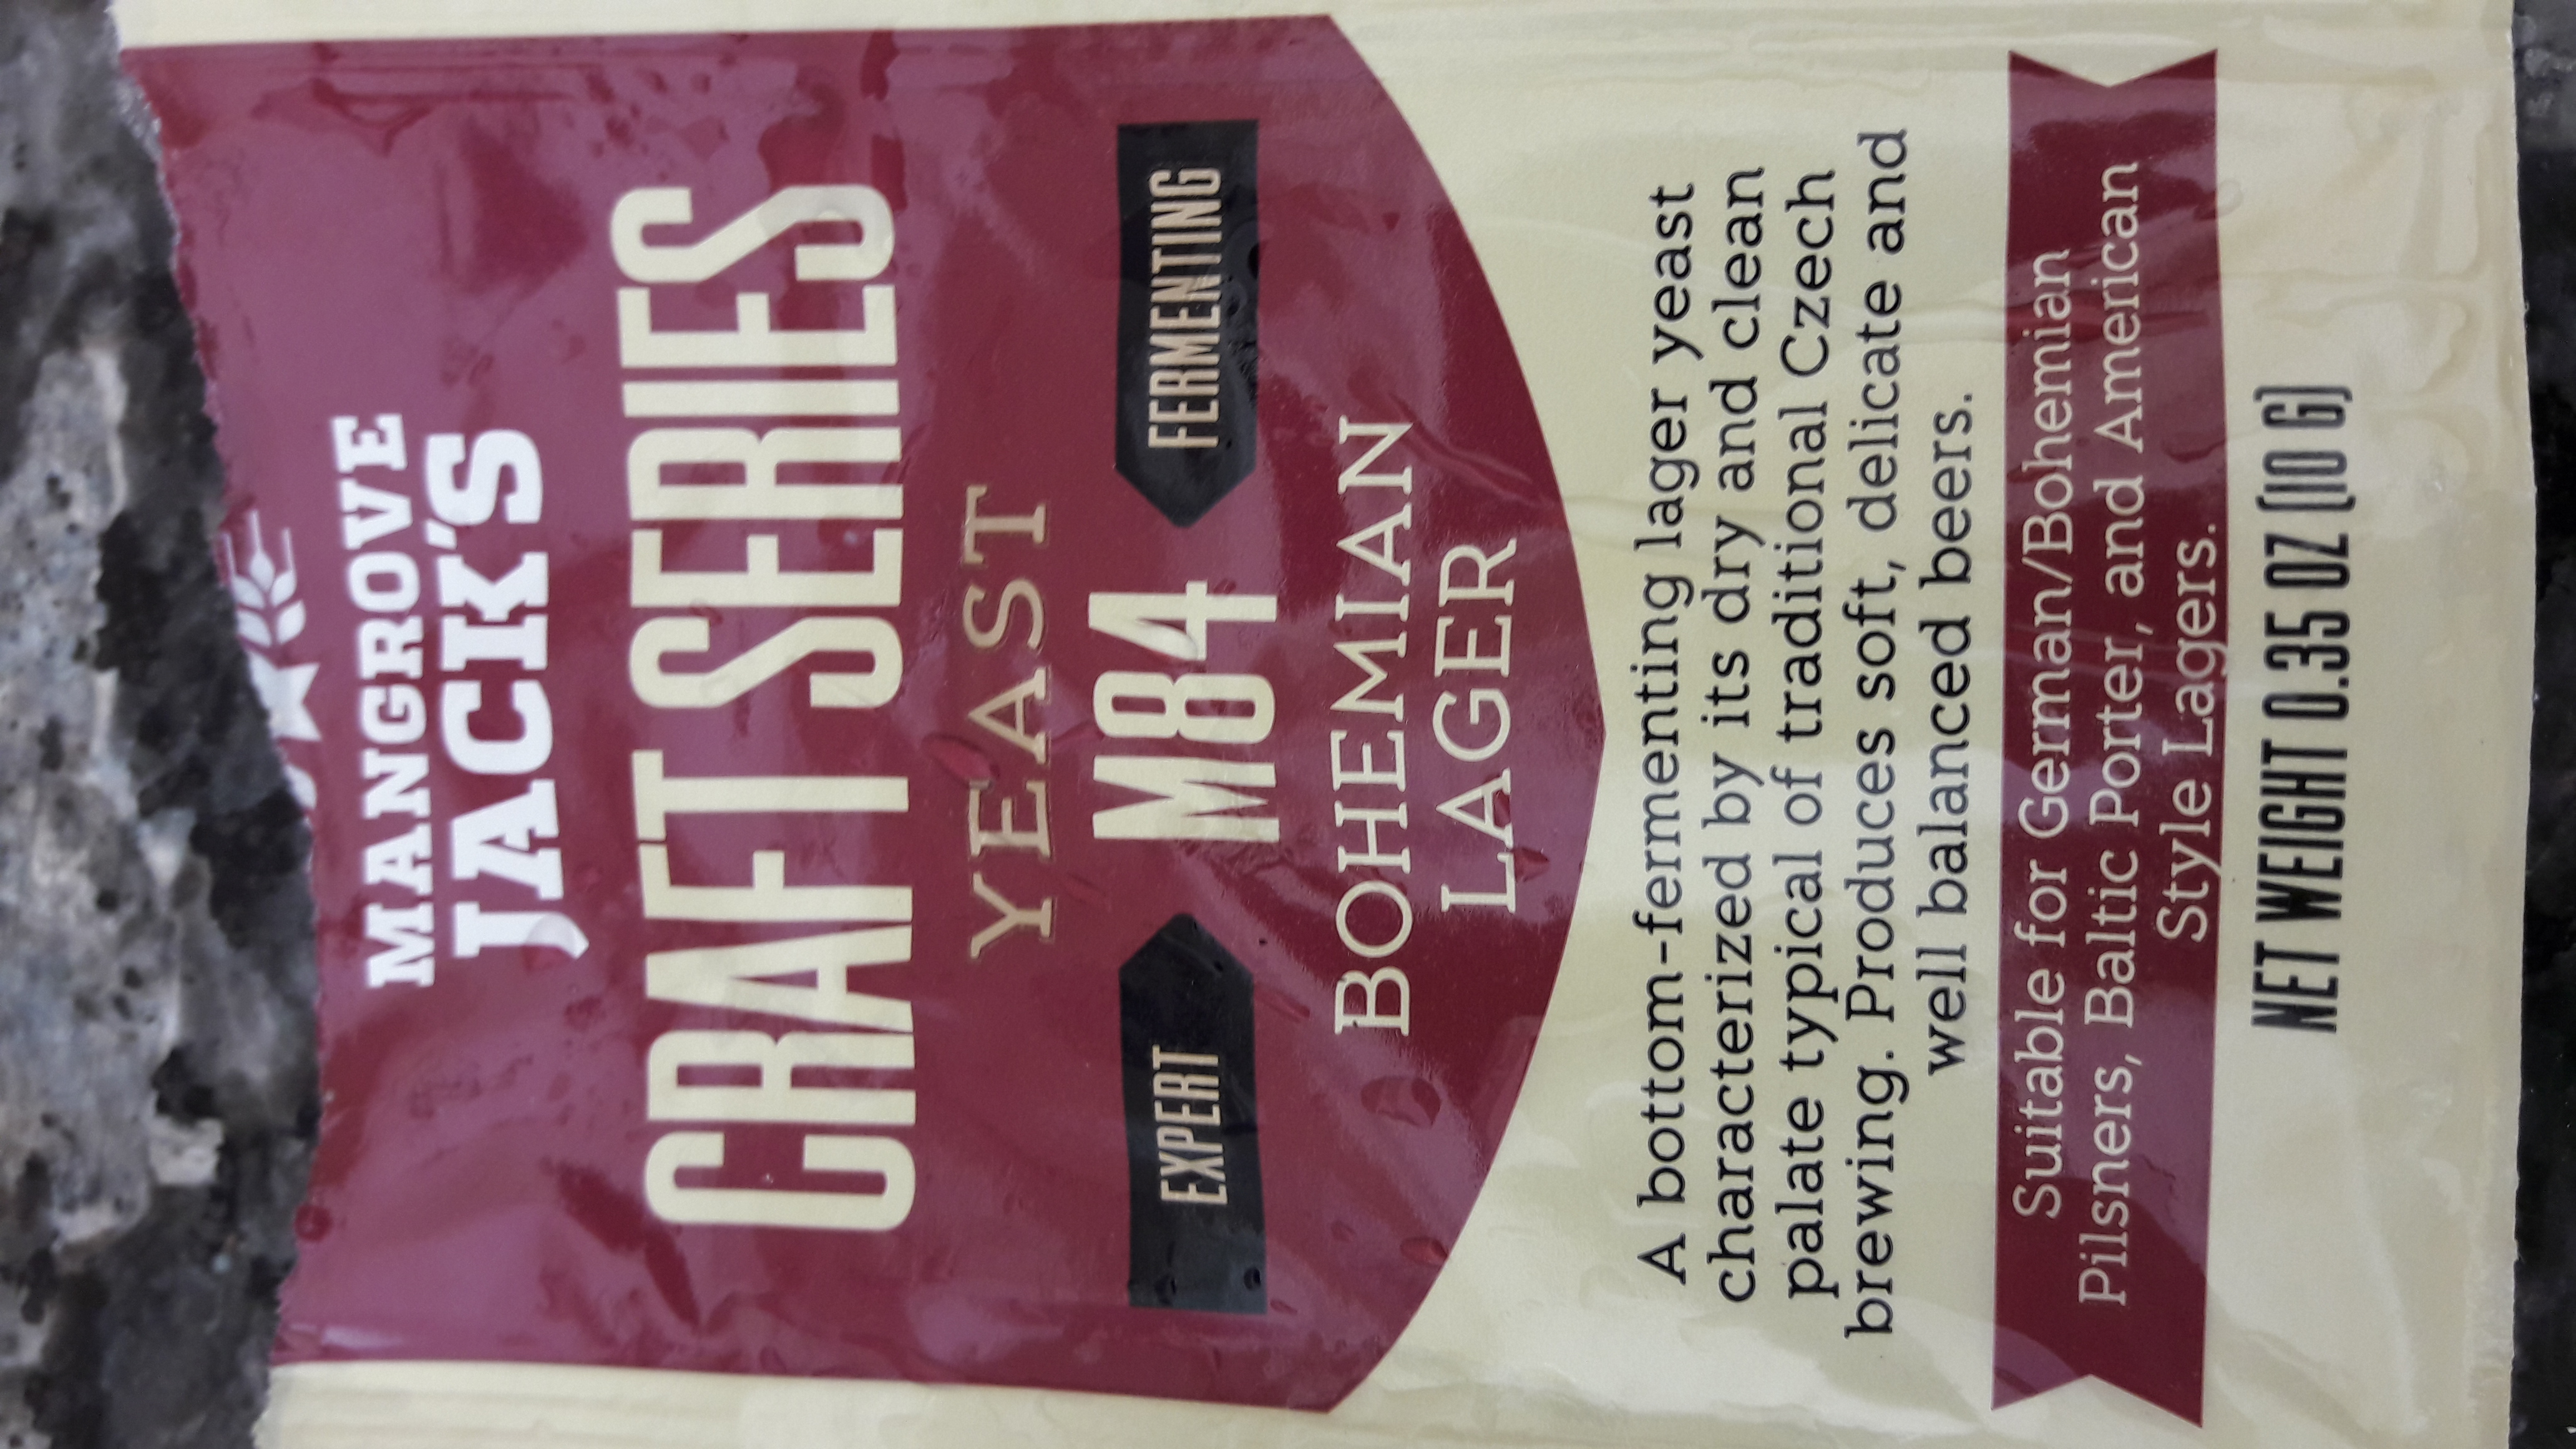 MANGROVE
JACK'S
CRAFT SERIES
YEAST
EXPERT M84 FERMENTING
BOHEMIAN
LAGER
A bottom-fermenting lager yeast
characterized by its dry and clean
palate typical of traditional Czech
brewing. Produces soft, delicate and
well balanced beers.
Suitable for German/Bohemian
Pilsners, Baltic Porter, and American
Style Lagers.
NET WEIGHT 0.35 OZ (10 G)